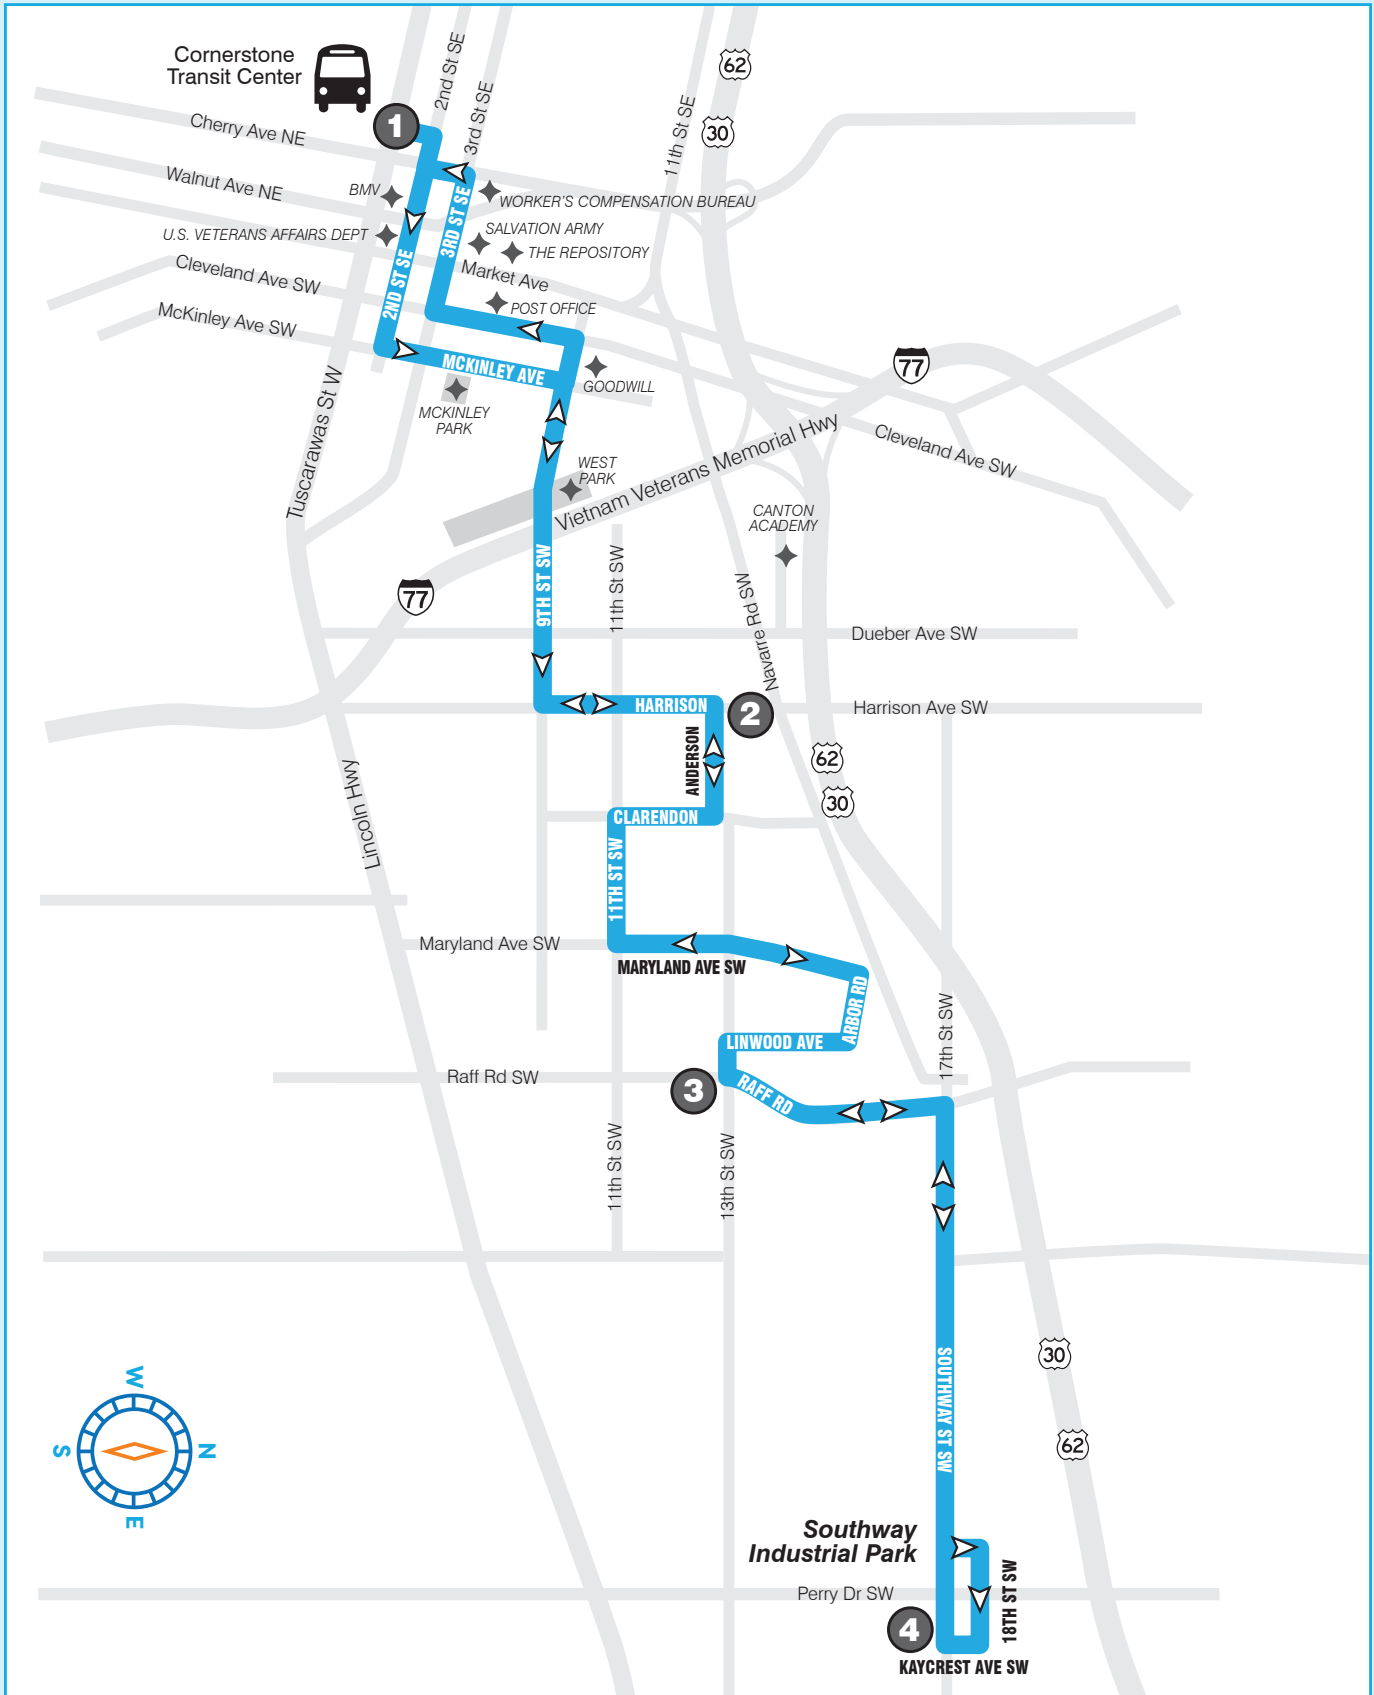 Cornerstone
Transit Center
1
2nd St SE
3rd St SE
11th St SE
62
30
Cherry Ave NE
Walnut Ave NE
BMV
WORKER'S COMPENSATION BUREAU
U.S. VETERANS AFFAIRS DEPT
SALVATION ARMY
THE REPOSITORY
3RD ST SE
2ND ST SE
Market Ave
Cleveland Ave SW
POST OFFICE
McKinley Ave SW
MCKINLEY AVE
GOODWILL
77
MCKINLEY
PARK
Tuscarawas St W
Cleveland Ave SW
WEST
PARK
Vietnam Veterans Memorial Hwy
CANTON
ACADEMY
77
9TH ST SW
11th St SW
Navarre Rd SW
Dueber Ave SW
HARRISON
2
Harrison Ave SW
ANDERSON
62
30
Lincoln Hwy
CLARENDON
11TH ST SW
Maryland Ave SW
MARYLAND AVE SW
ARBOR RD
LINWOOD AVE
17th St SW
Raff Rd SW
3
RAFF RD
11th St SW
13th St SW
SOUTHWAY ST SW
30
62
W
S
N
E
Southway
Industrial Park
Perry Dr SW
18TH ST SW
4
KAYCREST AVE SW